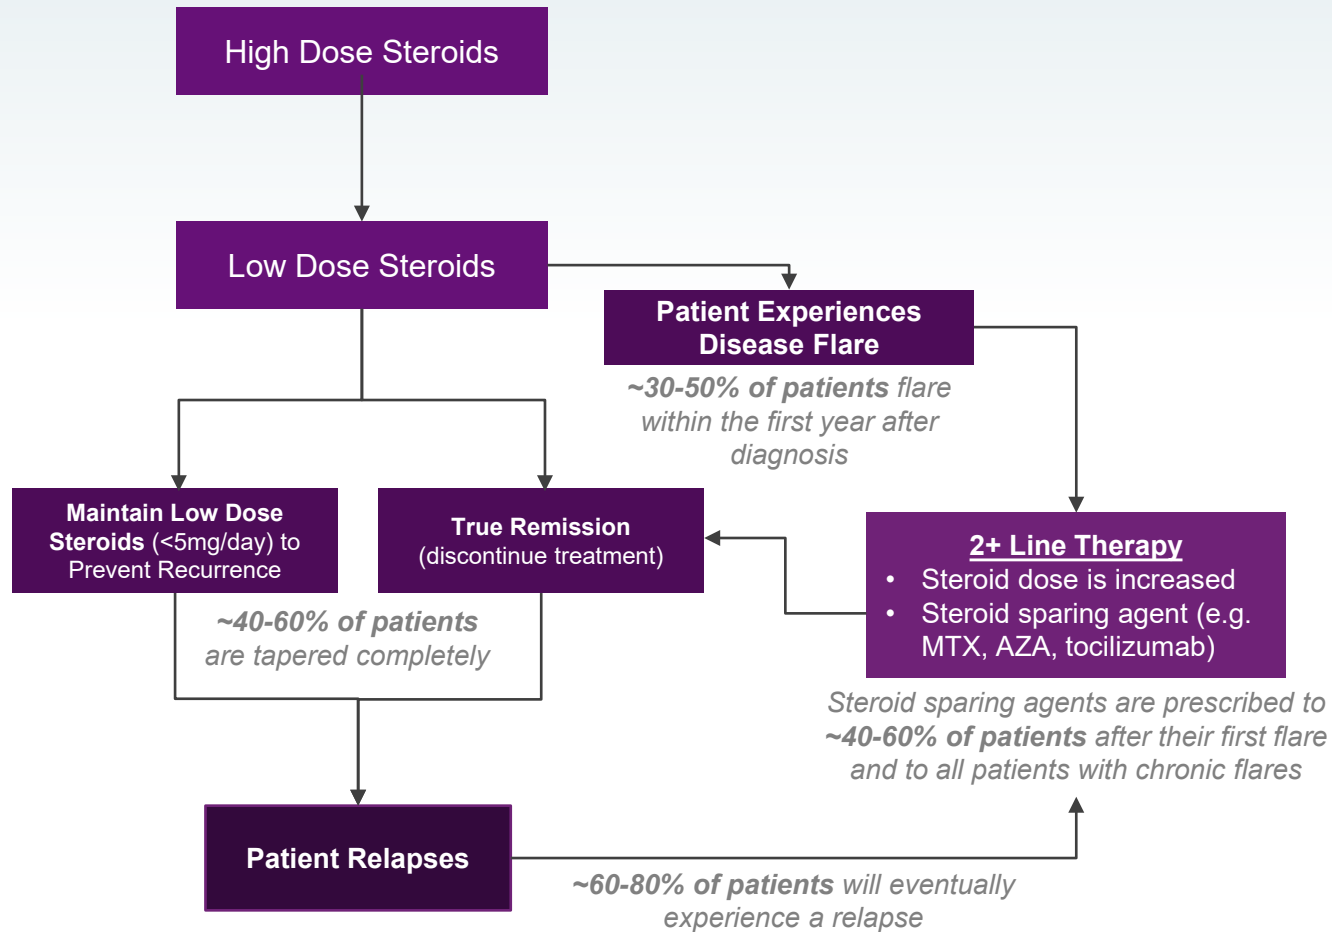 High Dose Steroids
Low Dose Steroids
Patient Experiences
Disease Flare
~30-50% of patients flare
within the first year after
diagnosis
Maintain Low Dose
Steroids (<5mg/day) to
Prevent Recurrence
True Remission
(discontinue treatment)
2+ Line Therapy
• Steroid dose is increased
• Steroid sparing agent (e.g.
MTX, AZA, tocilizumab)
~40-60% of patients
are tapered completely
Steroid sparing agents are prescribed to
~40-60% of patients after their first flare
and to all patients with chronic flares
Patient Relapses
~60-80% of patients will eventually
experience a relapse